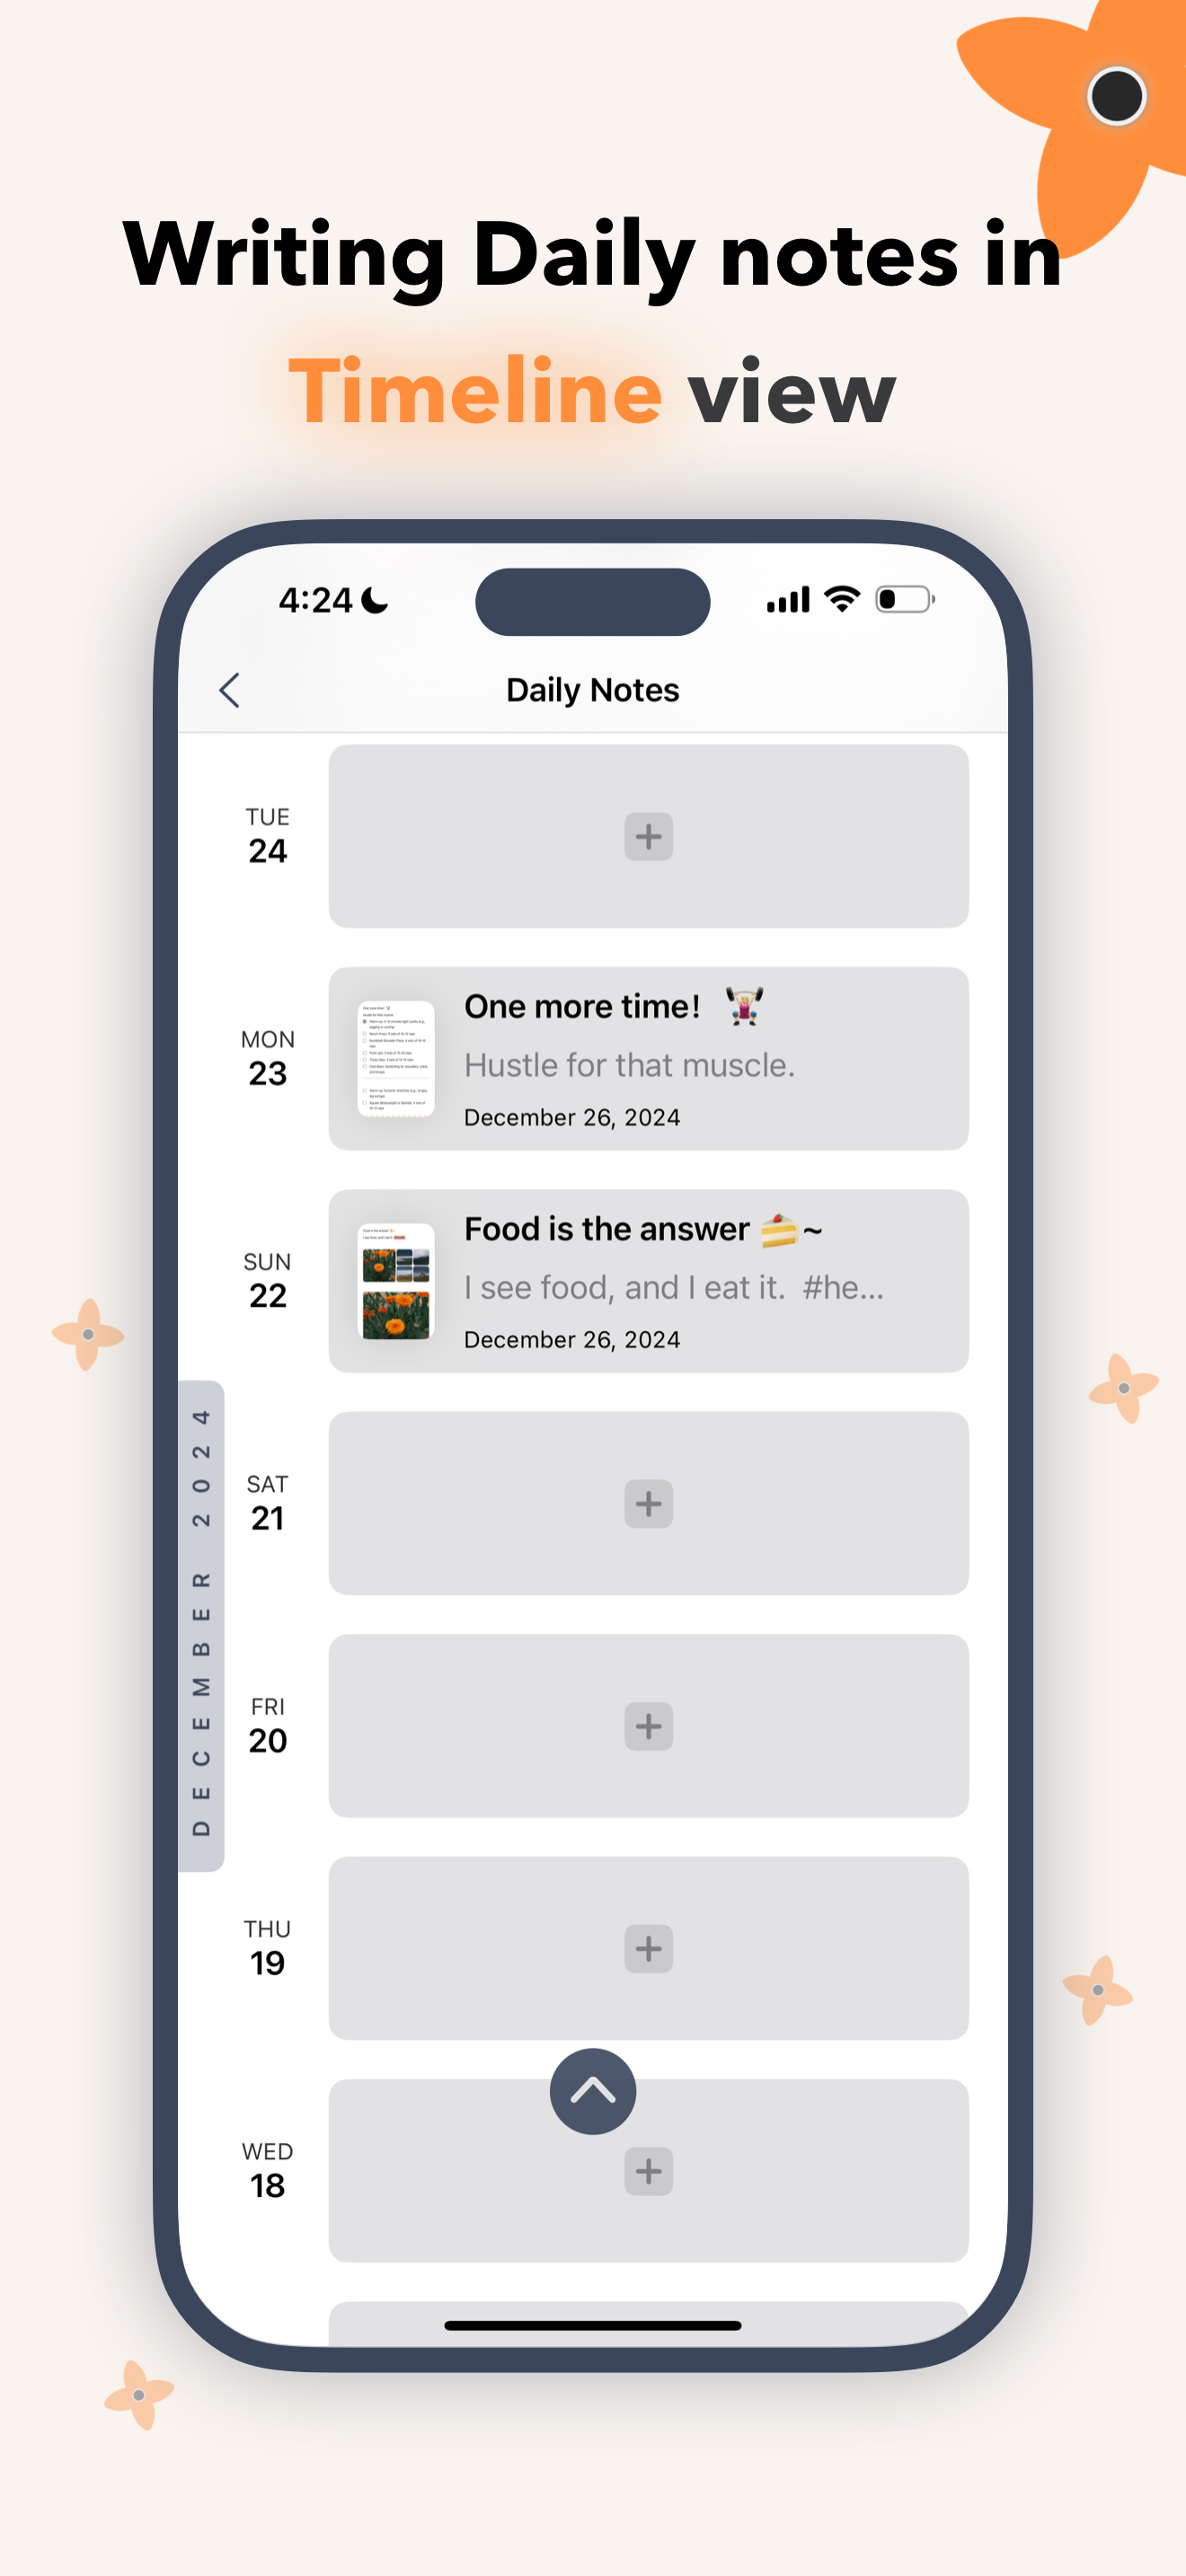 Writing Daily notes in
Timeline view
4:24
Daily Notes
TUE
24
MON
23
One more time! 🏋🏼‍♀️
Hustle for that muscle.
December 26, 2024
SUN
22
Food is the answer 🍰~
I see food, and I eat it. #he...
December 26, 2024
DECEMBER 2024
SAT
21
FRI
20
THU
19
WED
18